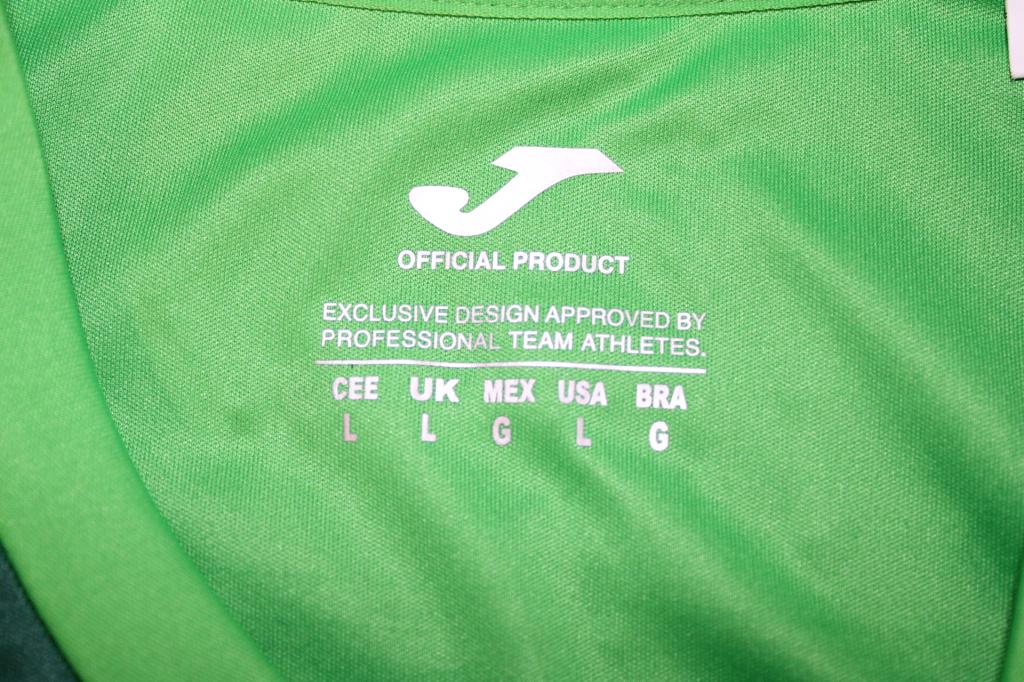 OFFICIAL PRODUCT
EXCLUSIVE DESIGN APPROVED BY
PROFESSIONAL TEAM ATHLETES.
CEE UK MEX USA BRA
L L G L G